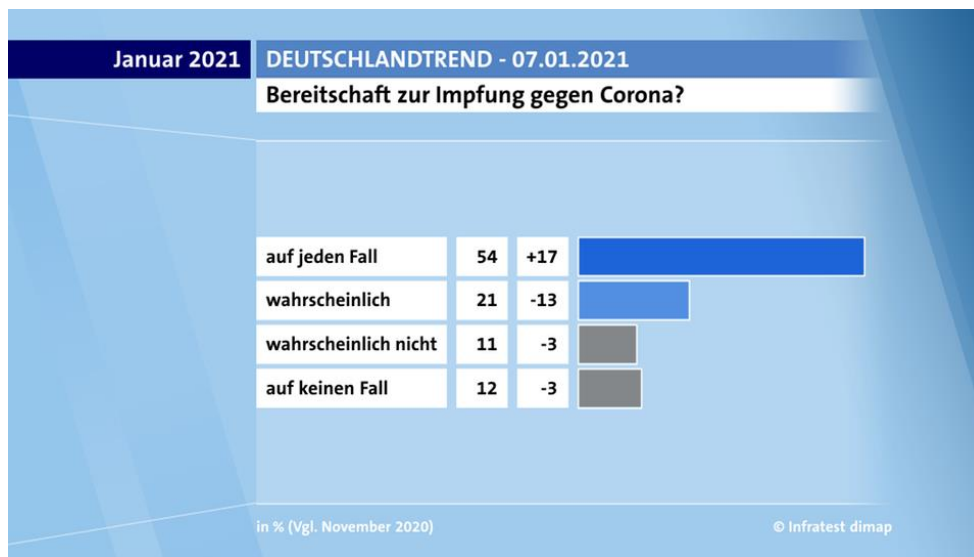 Januar 2021
DEUTSCHLANDTREND - 07.01.2021
Bereitschaft zur Impfung gegen Corona?
auf jeden Fall 54 +17
wahrscheinlich 21 -13
wahrscheinlich nicht 11 -3
auf keinen Fall 12 -3
in % (Vgl. November 2020) © Infratest dimap